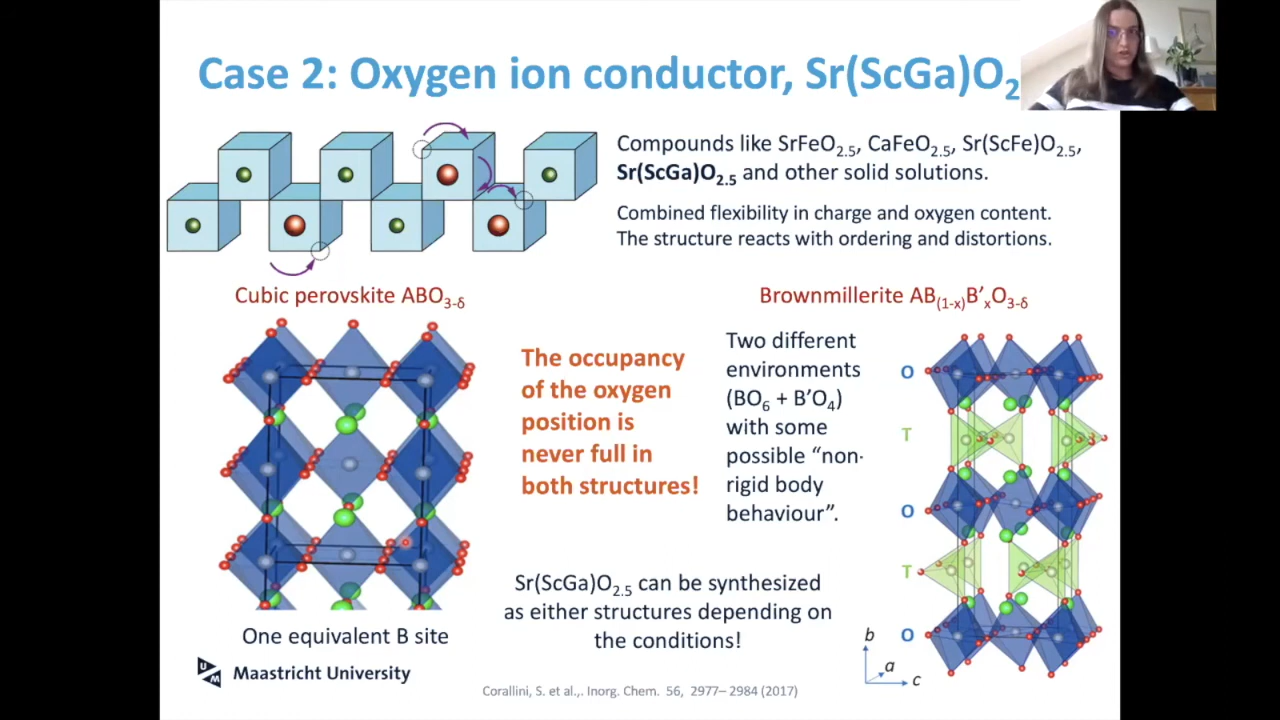 Case 2: Oxygen ion conductor, Sr(ScGa)O₂
Compounds like SrFeO₂.₅, CaFeO₂.₅, Sr(ScFe)O₂.₅,
Sr(ScGa)O₂.₅ and other solid solutions.
Combined flexibility in charge and oxygen content.
The structure reacts with ordering and distortions.
Cubic perovskite ABO₃₋δ
Brownmillerite AB₍₁₋ₓ₎B’ₓO₃₋δ
The occupancy
of the oxygen
position is
never full in
both structures!
Two different
environments
(BO₆ + B’O₄)
with some
possible “non-
rigid body
behaviour”.
O
T
O
T
O
b
a
c
Sr(ScGa)O₂.₅ can be synthesized
as either structures depending on
the conditions!
One equivalent B site
UM
Maastricht University
Corallini, S. et al.,. Inorg. Chem. 56, 2977– 2984 (2017)